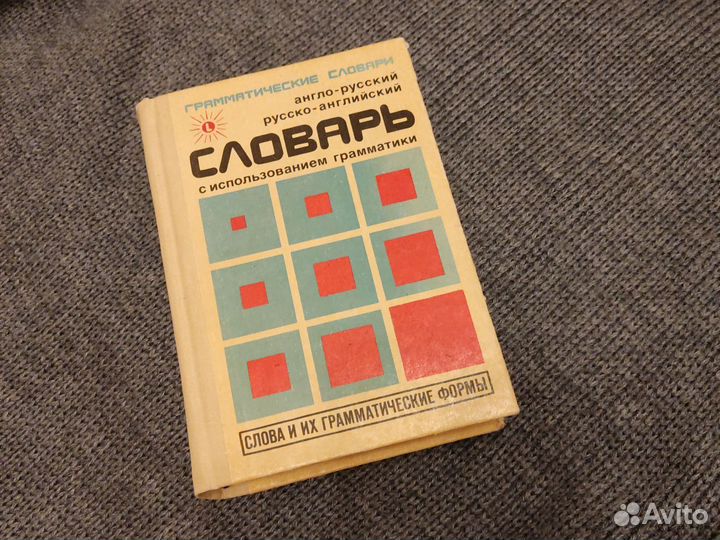 ГРАММАТИЧЕСКИЕ СЛОВАРИ
англо-русский
русско-английский
L
СЛОВАРЬ
с использованием грамматики
СЛОВА И ИХ ГРАММАТИЧЕСКИЕ ФОРМЫ
Avito